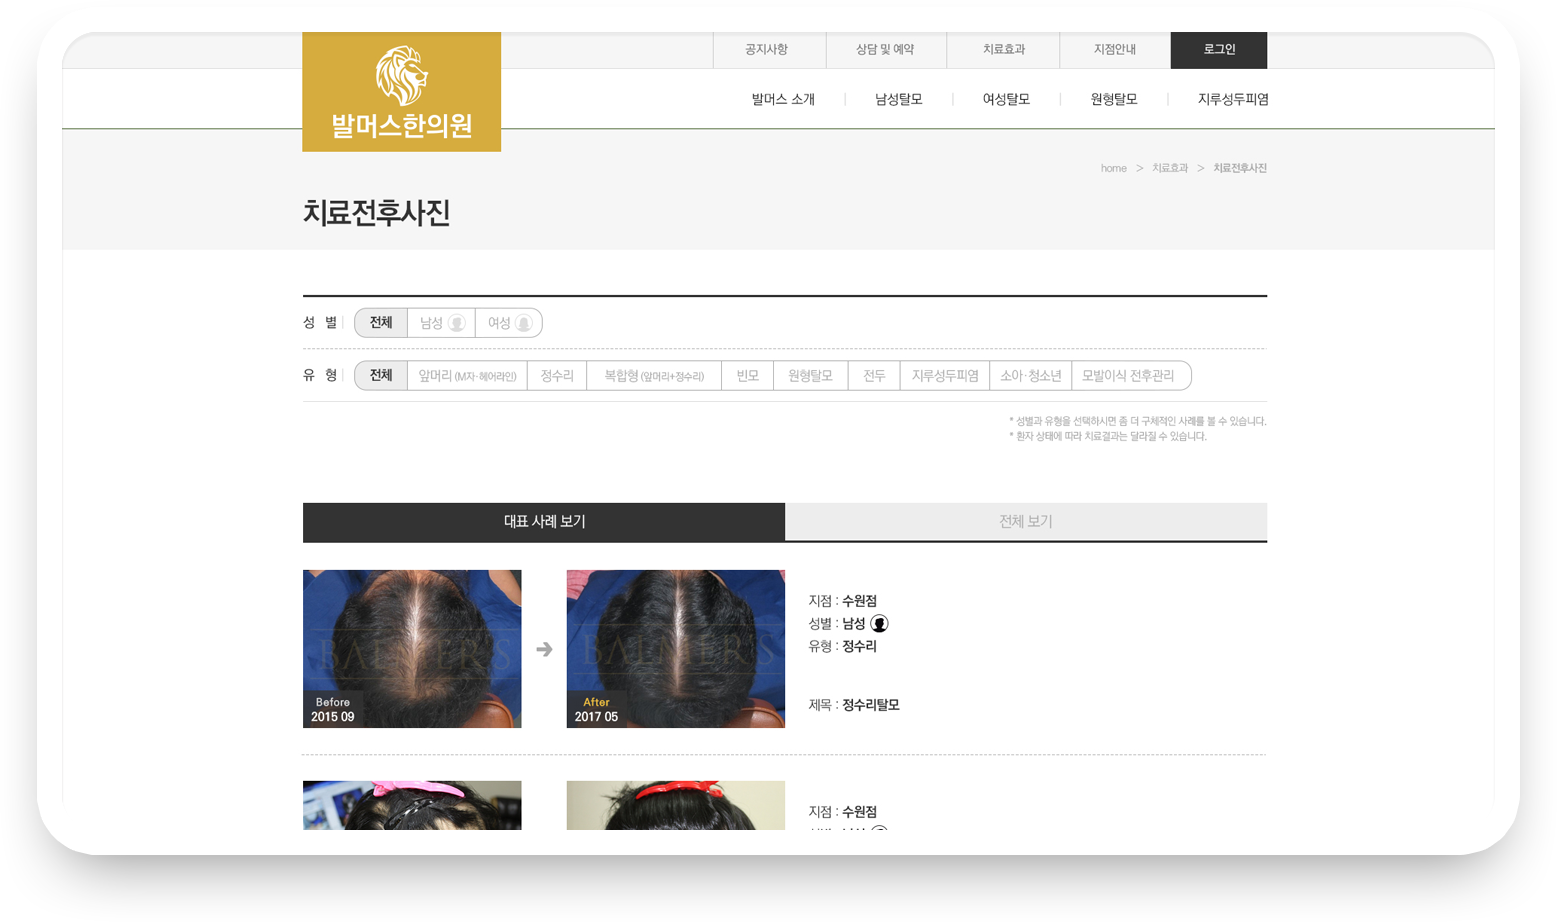 공지사항
상담 및 예약
치료효과
지점안내
로그인
발머스한의원
발머스 소개
남성탈모
여성탈모
원형탈모
지루성두피염
home > 치료효과 > 치료전후사진
치료전후사진
성 별
전체
남성
여성
유 형
전체
앞머리 (M자·헤어라인)
정수리
복합형 (앞머리+정수리)
빈모
원형탈모
전두
지루성두피염
소아·청소년
모발이식 전후관리
* 성별과 유형을 선택하시면 좀 더 구체적인 사례를 볼 수 있습니다.
* 환자 상태에 따라 치료결과는 달라질 수 있습니다.
대표 사례 보기
전체 보기
BALMER'S
Before
2015 09
BALMER'S
After
2017 05
지점 : 수원점
성별 : 남성
유형 : 정수리
제목 : 정수리탈모
지점 : 수원점